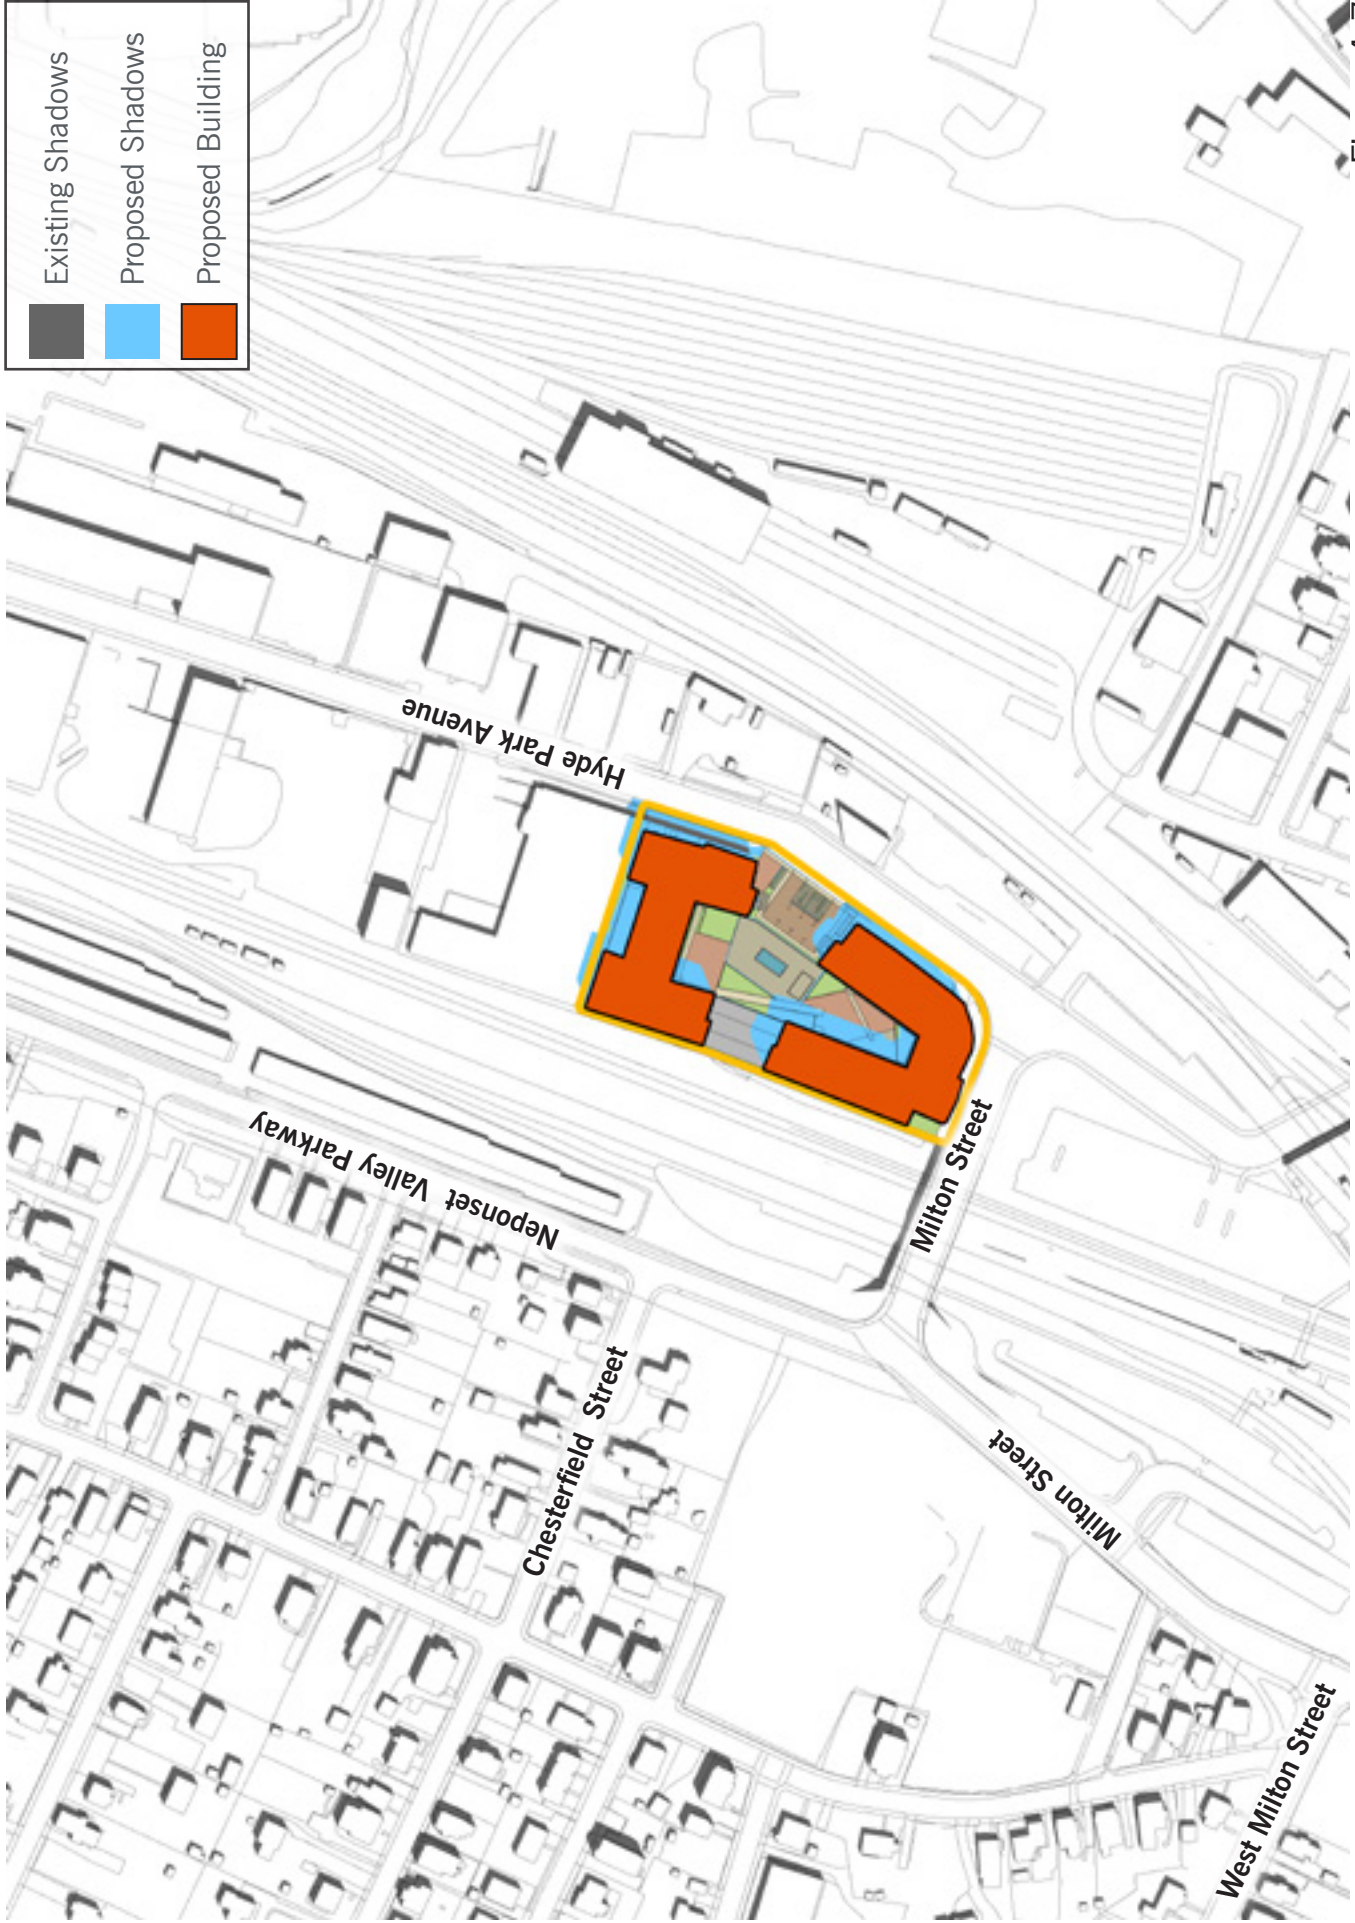 Existing Shadows
Proposed Shadows
Proposed Building
Hyde Park Avenue
Neponset Valley Parkway
Milton Street
Chesterfield Street
Milton Street
West Milton Street